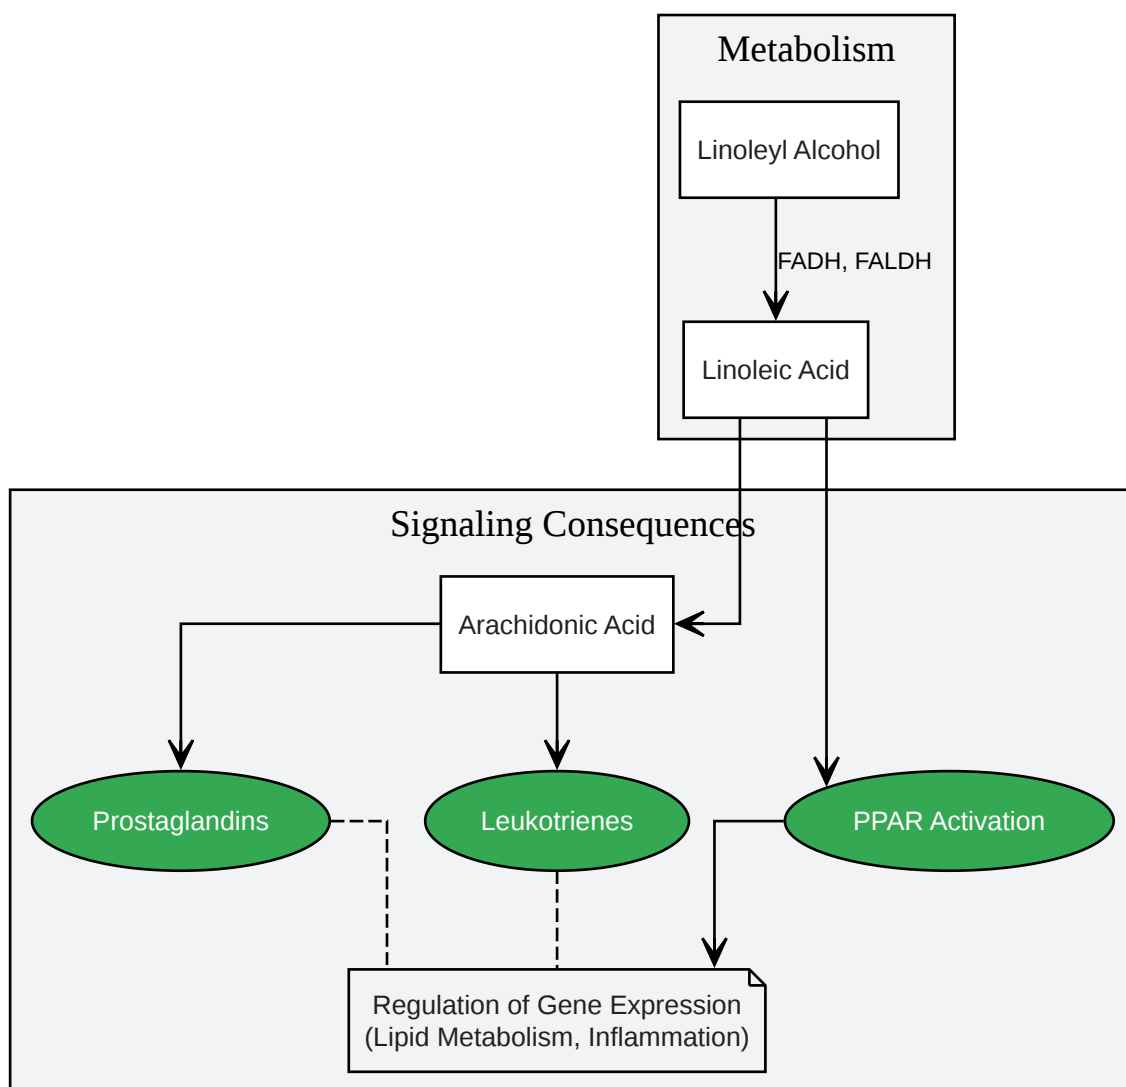 Metabolism
Linoleyl Alcohol
FADH, FALDH
Linoleic Acid
Signaling Consequences
Arachidonic Acid
Prostaglandins
Leukotrienes
PPAR Activation
Regulation of Gene Expression
(Lipid Metabolism, Inflammation)